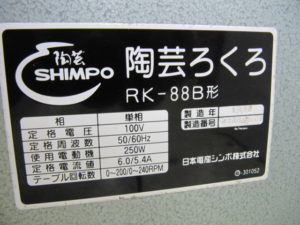 陶芸
SHIMPO
陶芸ろくろ
RK-88B形
相 単相
定格電圧 100V
定格周波数 50/60Hz
使用電動機 250W
定格電流値 6.0/5.4A
テーブル回転数 0~200/0~240RPM
製造年
製造番号
日本電産シンポ株式会社
301052